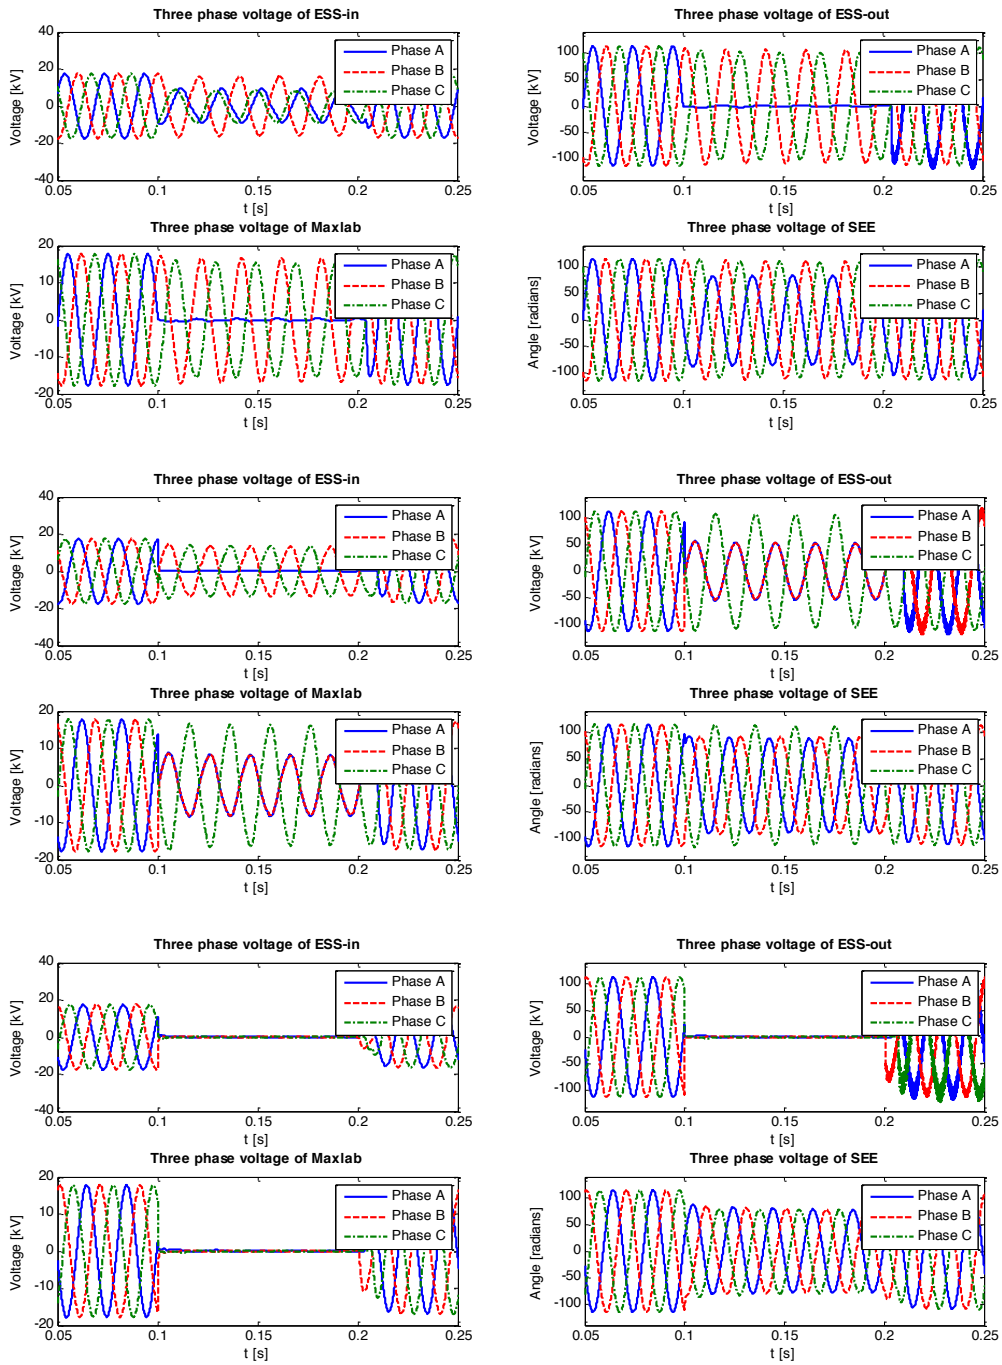 Three phase voltage of ESS-in
Voltage [kV]
40
20
0
-20
-40
0.05
0.1
0.15
0.2
0.25
t [s]
Phase A
Phase B
Phase C
Three phase voltage of ESS-out
Voltage [kV]
100
50
0
-50
-100
0.05
0.1
0.15
0.2
0.25
t [s]
Phase A
Phase B
Phase C
Three phase voltage of Maxlab
Voltage [kV]
20
10
0
-10
-20
0.05
0.1
0.15
0.2
0.25
t [s]
Phase A
Phase B
Phase C
Three phase voltage of SEE
Angle [radians]
100
50
0
-50
-100
0.05
0.1
0.15
0.2
0.25
t [s]
Phase A
Phase B
Phase C
Three phase voltage of ESS-in
Voltage [kV]
40
20
0
-20
-40
0.05
0.1
0.15
0.2
0.25
t [s]
Phase A
Phase B
Phase C
Three phase voltage of ESS-out
Voltage [kV]
100
50
0
-50
-100
0.05
0.1
0.15
0.2
0.25
t [s]
Phase A
Phase B
Phase C
Three phase voltage of Maxlab
Voltage [kV]
20
10
0
-10
-20
0.05
0.1
0.15
0.2
0.25
t [s]
Phase A
Phase B
Phase C
Three phase voltage of SEE
Angle [radians]
100
50
0
-50
-100
0.05
0.1
0.15
0.2
0.25
t [s]
Phase A
Phase B
Phase C
Three phase voltage of ESS-in
Voltage [kV]
40
20
0
-20
-40
0.05
0.1
0.15
0.2
0.25
t [s]
Phase A
Phase B
Phase C
Three phase voltage of ESS-out
Voltage [kV]
100
50
0
-50
-100
0.05
0.1
0.15
0.2
0.25
t [s]
Phase A
Phase B
Phase C
Three phase voltage of Maxlab
Voltage [kV]
20
10
0
-10
-20
0.05
0.1
0.15
0.2
0.25
t [s]
Phase A
Phase B
Phase C
Three phase voltage of SEE
Angle [radians]
100
50
0
-50
-100
0.05
0.1
0.15
0.2
0.25
t [s]
Phase A
Phase B
Phase C